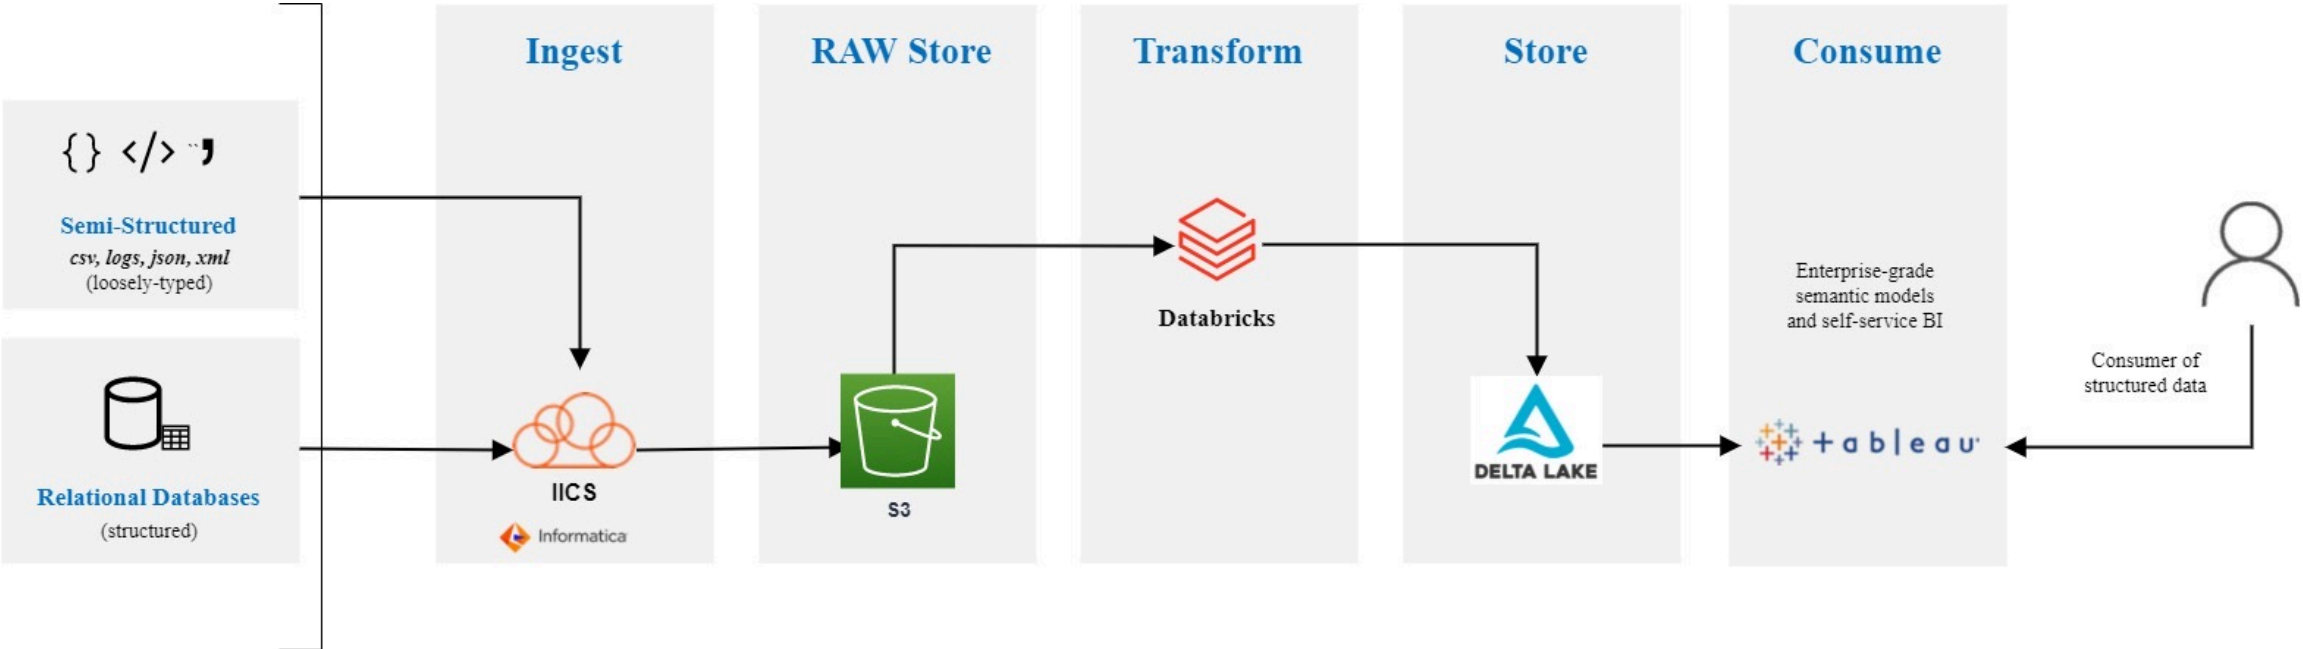 Ingest
RAW Store
Transform
Store
Consume
{ } </> ,
Semi-Structured
csv, logs, json, xml
(loosely-typed)
Relational Databases
(structured)
IICS
Informatica
S3
Databricks
DELTA LAKE
Enterprise-grade
semantic models
and self-service BI
+ableau
Consumer of
structured data